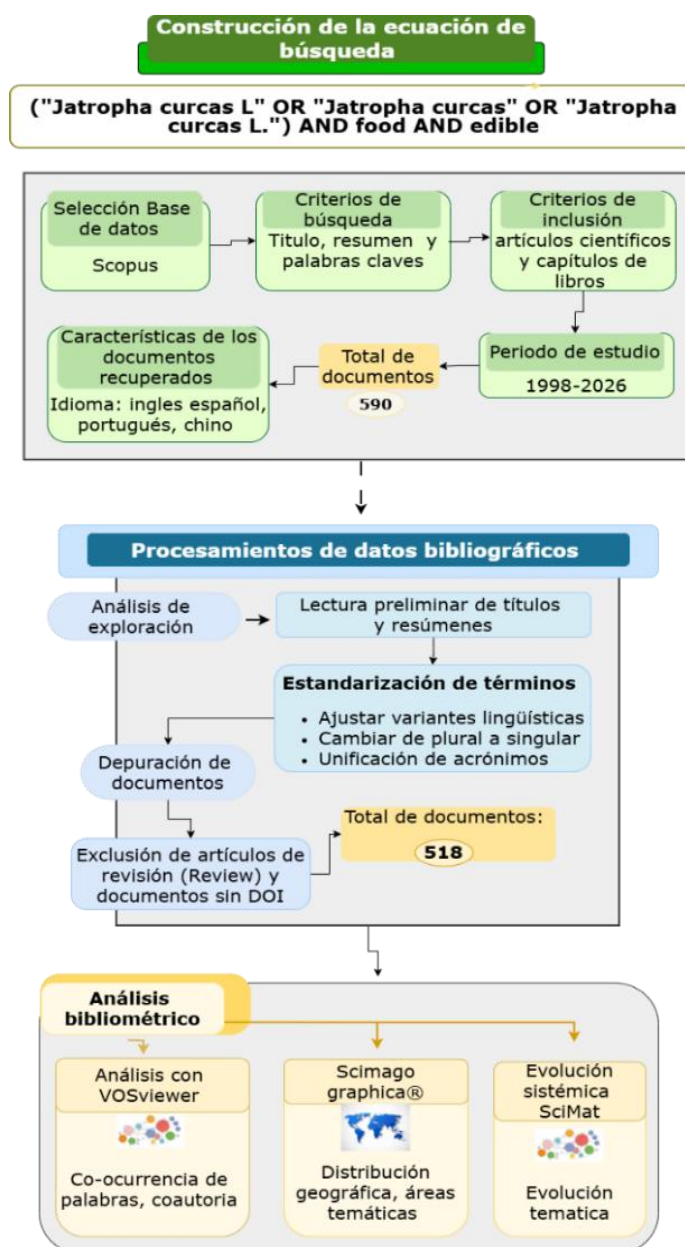 Construcción de la ecuación de
búsqueda
("Jatropha curcas L" OR "Jatropha curcas" OR "Jatropha
curcas L.") AND food AND edible
Selección Base
de datos
Scopus
Criterios de
búsqueda
Titulo, resumen y
palabras claves
Criterios de
inclusión
artículos científicos
y capítulos de
libros
Periodo de estudio
1998-2026
Total de
documentos
590
Características de los
documentos
recuperados
Idioma: ingles español,
portugués, chino
Procesamientos de datos bibliográficos
Análisis de
exploración
Lectura preliminar de títulos
y resúmenes
Estandarización de términos
• Ajustar variantes lingüísticas
• Cambiar de plural a singular
• Unificación de acrónimos
Depuración de
documentos
Exclusión de artículos de
revisión (Review) y
documentos sin DOI
Total de documentos:
518
Análisis
bibliométrico
Análisis con
VOSviewer
Co-ocurrencia de
palabras, coautoria
Scimago
graphica®
Distribución
geográfica, áreas
temáticas
Evolución
sistémica
SciMat
Evolución
tematica